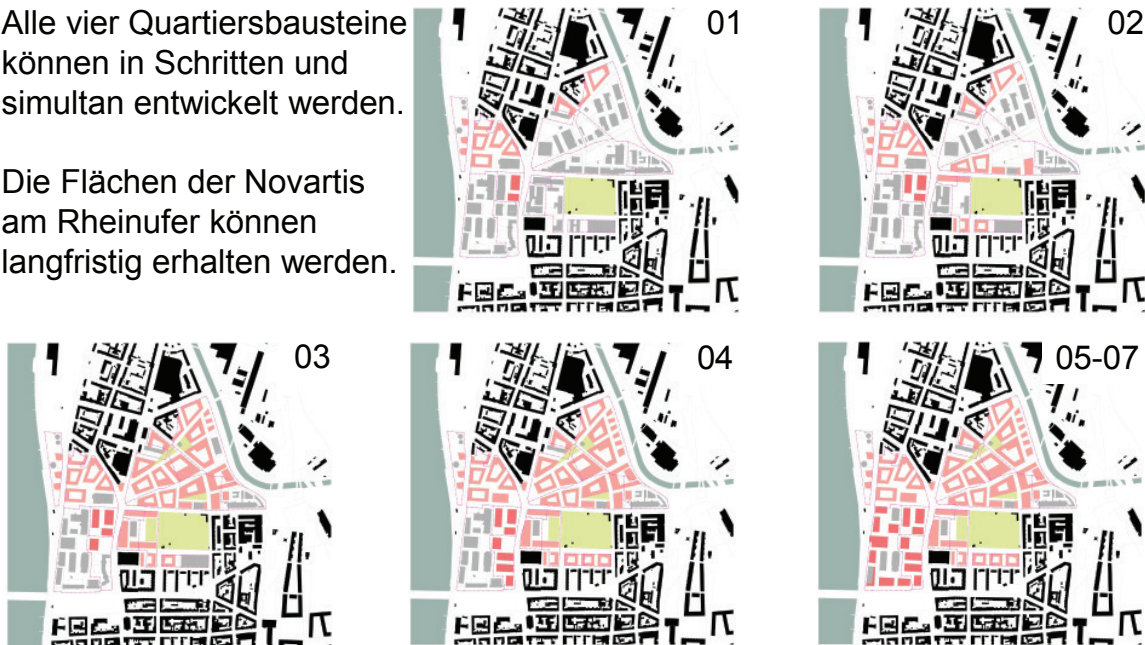 Alle vier Quartiersbausteine
können in Schritten und
simultan entwickelt werden.
Die Flächen der Novartis
am Rheinufer können
langfristig erhalten werden.
01
02
03
04
05-07